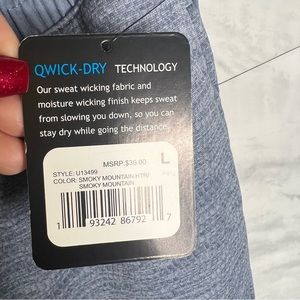 QWICK-DRY TECHNOLOGY
Our sweat wicking fabric and
moisture wicking finish keeps sweat
from slowing you down, so you can
stay dry while going the distance.
MSRP:$36.00 L
STYLE: U13499
COLOR: SMOKY MOUNTAIN HTR/
SMOKY MOUNTAIN
1 93242 86792 7